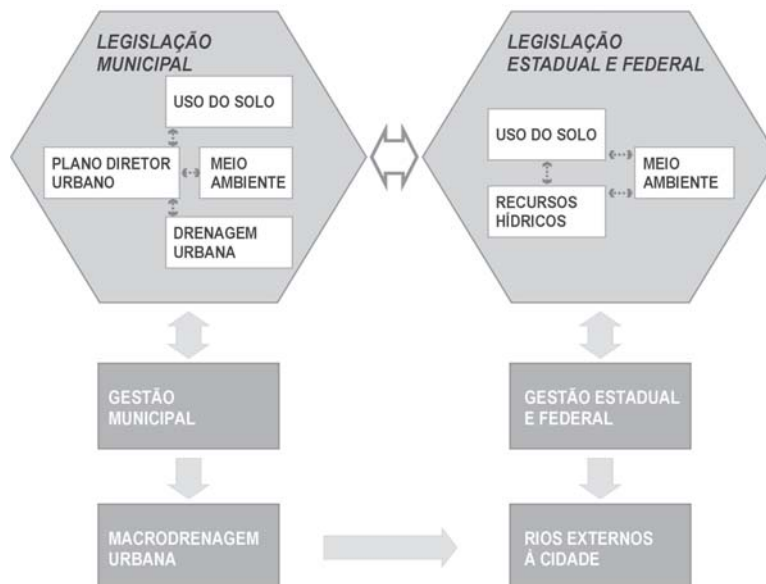 LEGISLAÇÃO
MUNICIPAL
USO DO SOLO
PLANO DIRETOR
URBANO
MEIO
AMBIENTE
DRENAGEM
URBANA
LEGISLAÇÃO
ESTADUAL E FEDERAL
USO DO SOLO
MEIO
AMBIENTE
RECURSOS
HÍDRICOS
GESTÃO
MUNICIPAL
GESTÃO ESTADUAL
E FEDERAL
MACRODRENAGEM
URBANA
RIOS EXTERNOS
À CIDADE